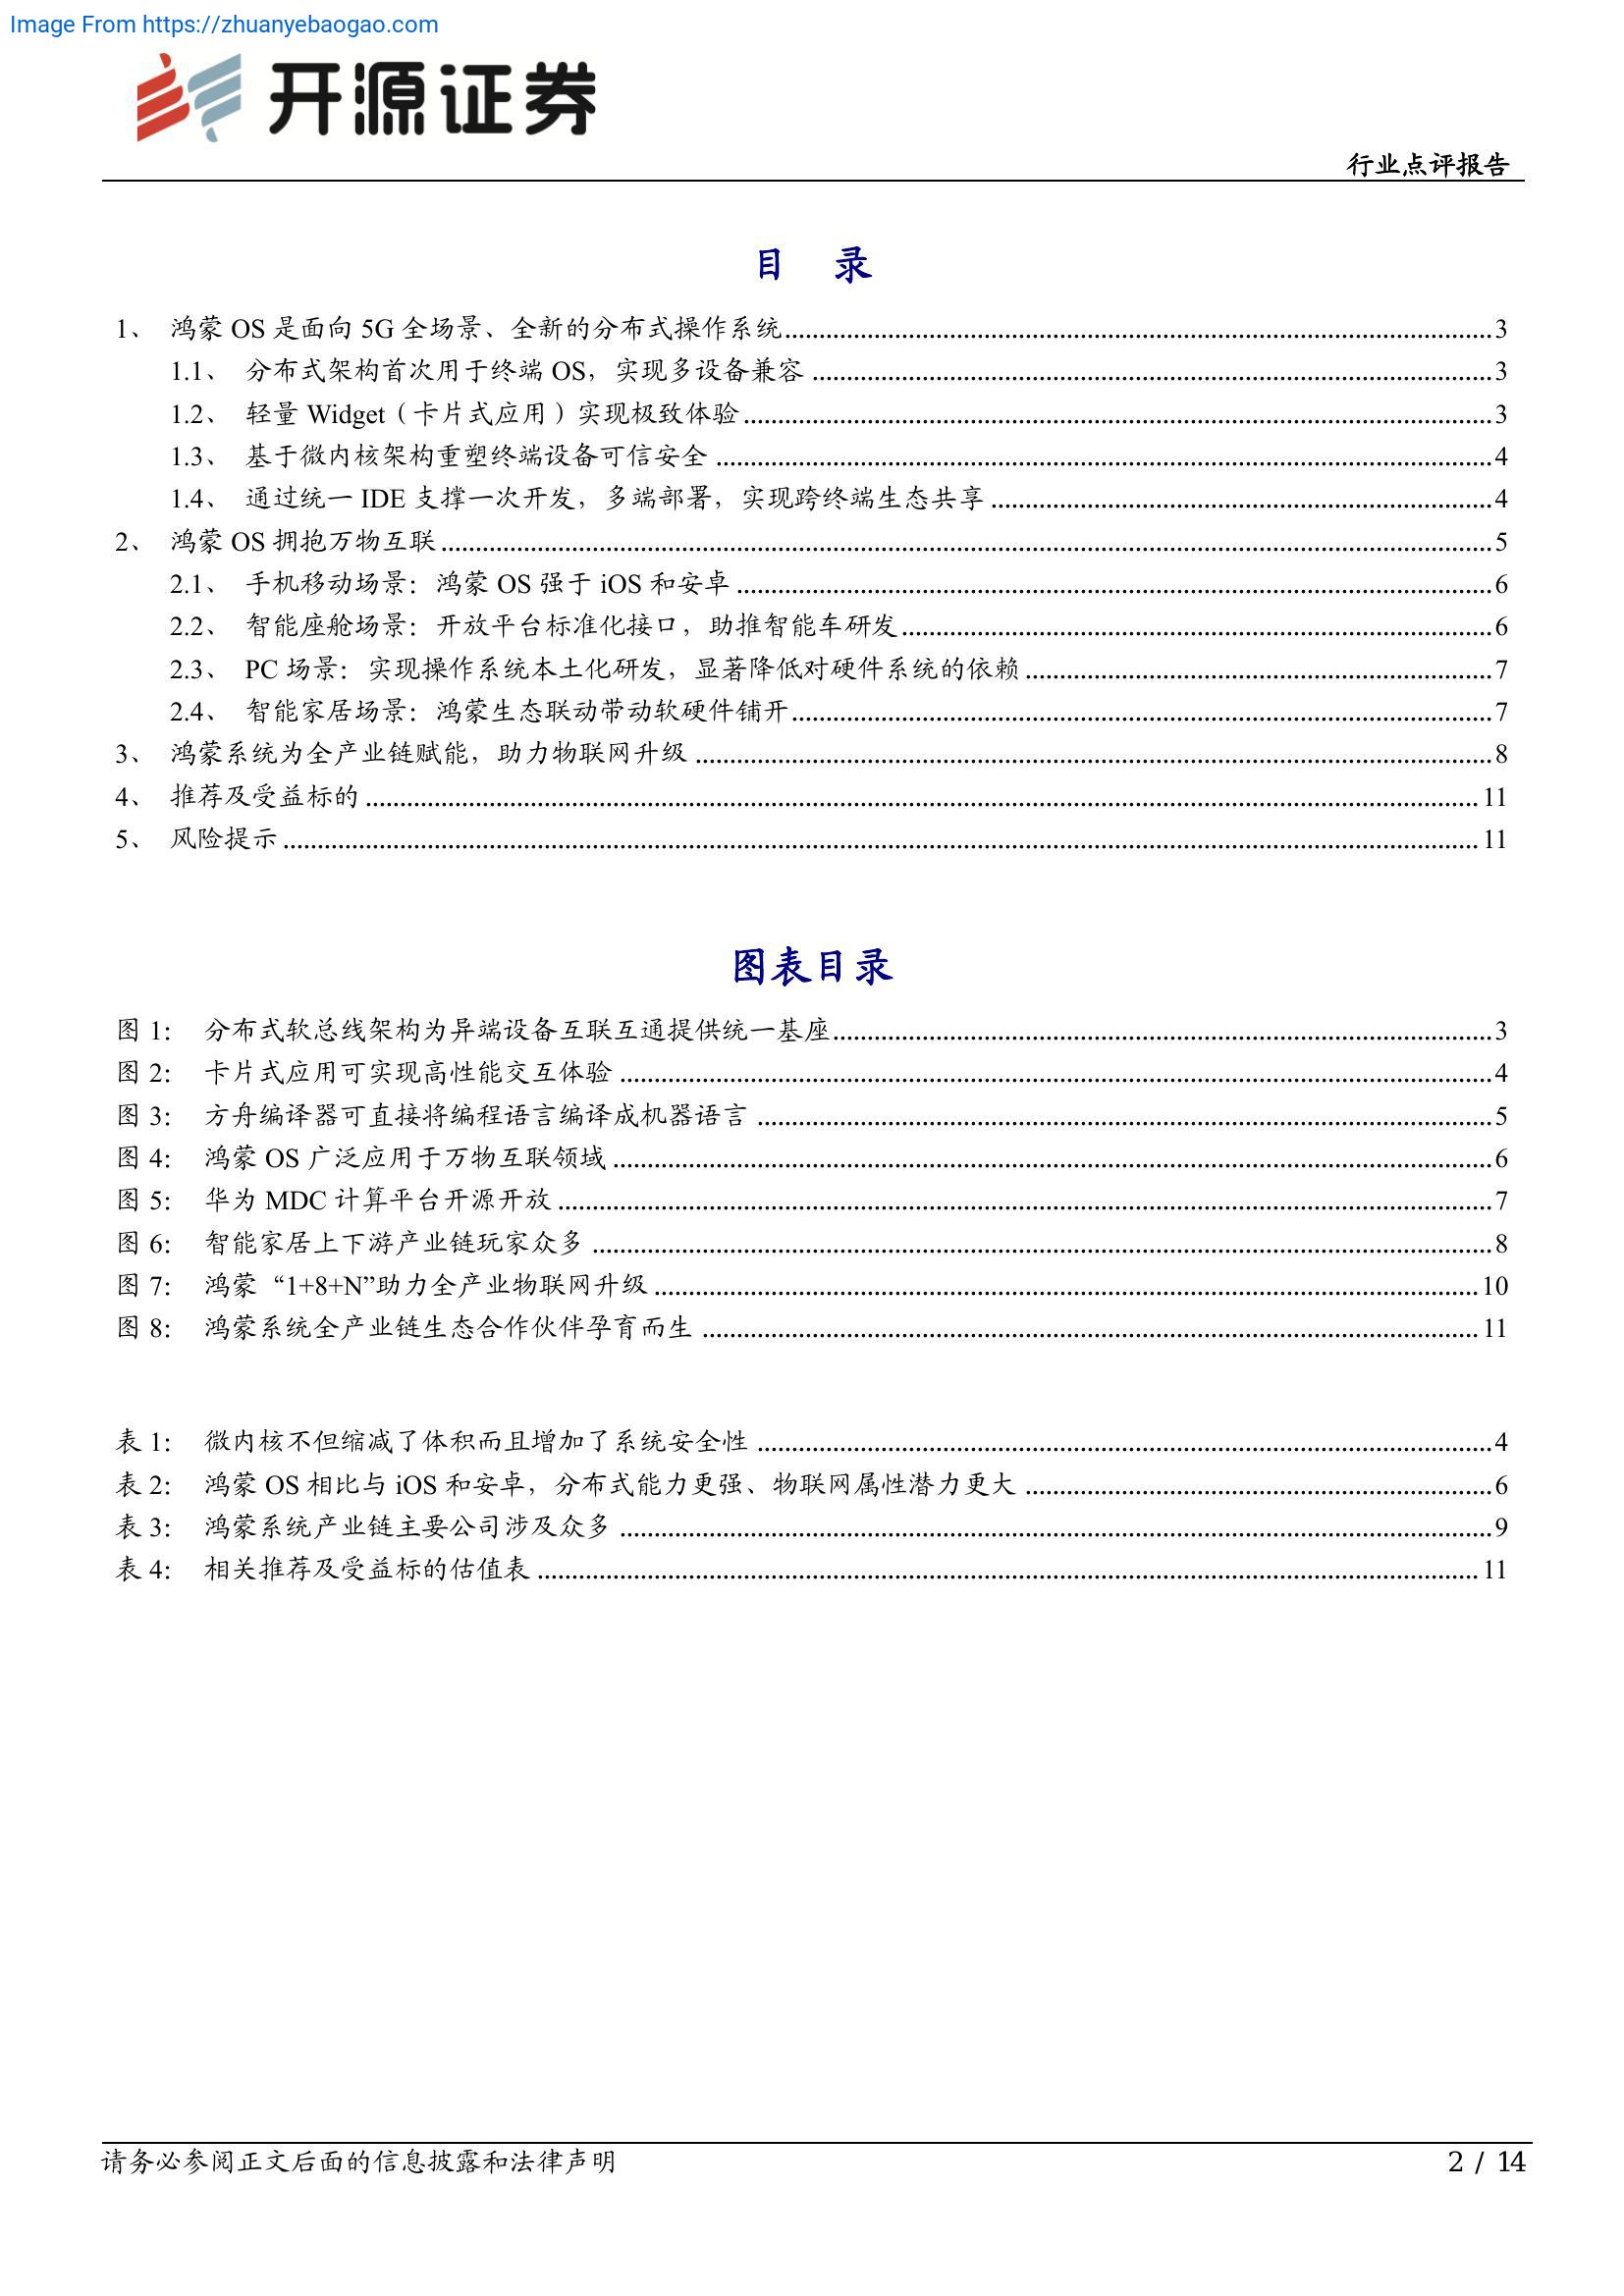 Image From https://zhuanyebaogao.com
开源证券
行业点评报告
目 录
1、 鸿蒙 OS 是面向 5G 全场景、全新的分布式操作系统 3
1.1、 分布式架构首次用于终端 OS，实现多设备兼容 3
1.2、 轻量 Widget（卡片式应用）实现极致体验 3
1.3、 基于微内核架构重塑终端设备可信安全 4
1.4、 通过统一 IDE 支撑一次开发，多端部署，实现跨终端生态共享 4
2、 鸿蒙 OS 拥抱万物互联 5
2.1、 手机移动场景：鸿蒙 OS 强于 iOS 和安卓 6
2.2、 智能座舱场景：开放平台标准化接口，助推智能车研发 6
2.3、 PC 场景：实现操作系统本土化研发，显著降低对硬件系统的依赖 7
2.4、 智能家居场景：鸿蒙生态联动带动软硬件铺开 7
3、 鸿蒙系统为全产业链赋能，助力物联网升级 8
4、 推荐及受益标的 11
5、 风险提示 11
图表目录
图 1： 分布式软总线架构为异端设备互联互通提供统一基座 3
图 2： 卡片式应用可实现高性能交互体验 4
图 3： 方舟编译器可直接将编程语言编译成机器语言 5
图 4： 鸿蒙 OS 广泛应用于万物互联领域 6
图 5： 华为 MDC 计算平台开源开放 7
图 6： 智能家居上下游产业链玩家众多 8
图 7： 鸿蒙“1+8+N”助力全产业物联网升级 10
图 8： 鸿蒙系统全产业链生态合作伙伴孕育而生 11
表 1： 微内核不但缩减了体积而且增加了系统安全性 4
表 2： 鸿蒙 OS 相比与 iOS 和安卓，分布式能力更强、物联网属性潜力更大 6
表 3： 鸿蒙系统产业链主要公司涉及众多 9
表 4： 相关推荐及受益标的估值表 11
请务必参阅正文后面的信息披露和法律声明 2 / 14